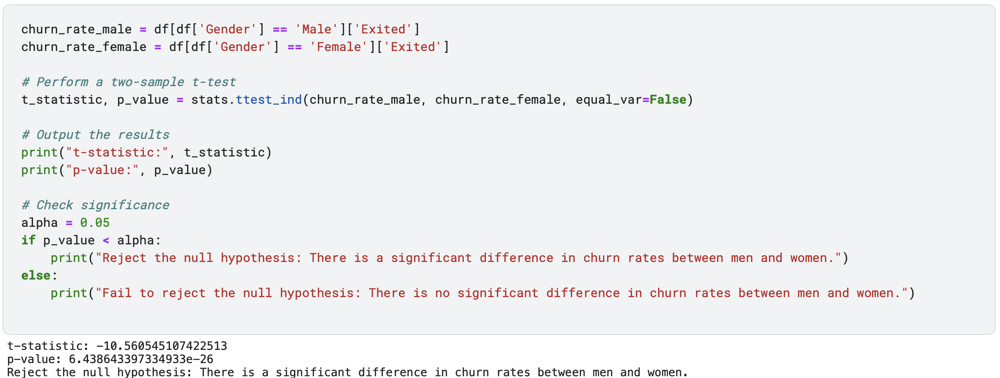 churn_rate_male = df[df['Gender'] == 'Male']['Exited']
churn_rate_female = df[df['Gender'] == 'Female']['Exited']
# Perform a two-sample t-test
t_statistic, p_value = stats.ttest_ind(churn_rate_male, churn_rate_female, equal_var=False)
# Output the results
print("t-statistic:", t_statistic)
print("p-value:", p_value)
# Check significance
alpha = 0.05
if p_value < alpha:
    print("Reject the null hypothesis: There is a significant difference in churn rates between men and women.")
else:
    print("Fail to reject the null hypothesis: There is no significant difference in churn rates between men and women.")
t-statistic: -10.560545107422513
p-value: 6.438643397334933e-26
Reject the null hypothesis: There is a significant difference in churn rates between men and women.